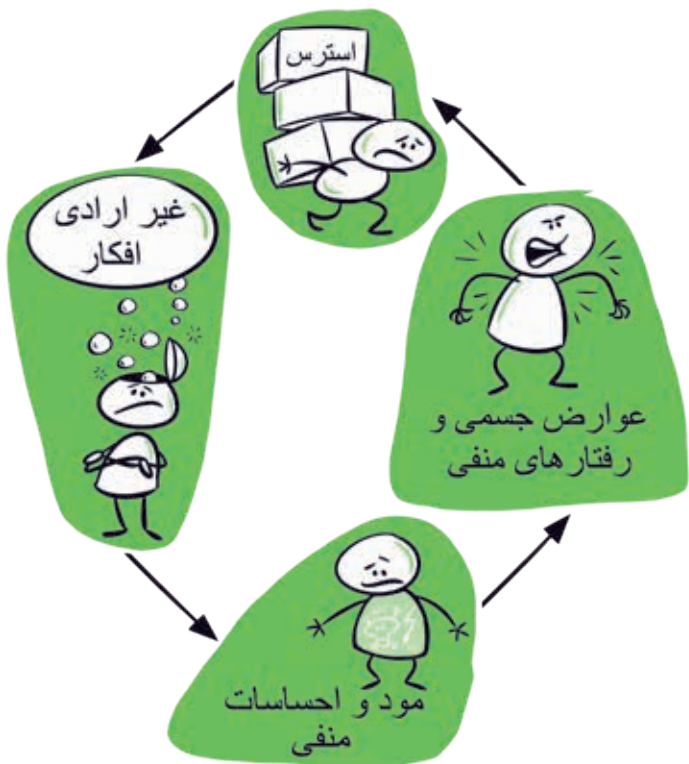 استرس
غیر ارادی
افکار
مود و احساسات
منفی
عوارض جسمی و
رفتارهای منفی